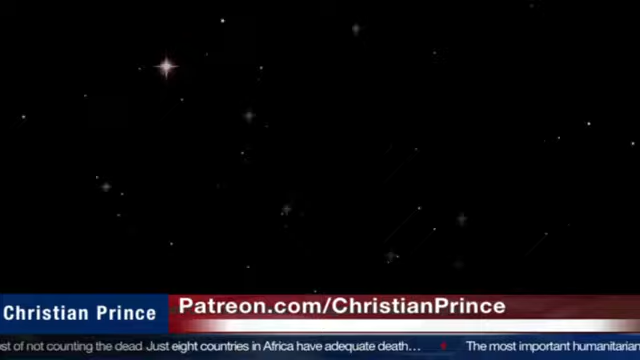 Christian Prince
Patreon.com/ChristianPrince
of not counting the dead Just eight countries in Africa have adequate death… The most important humanitarian